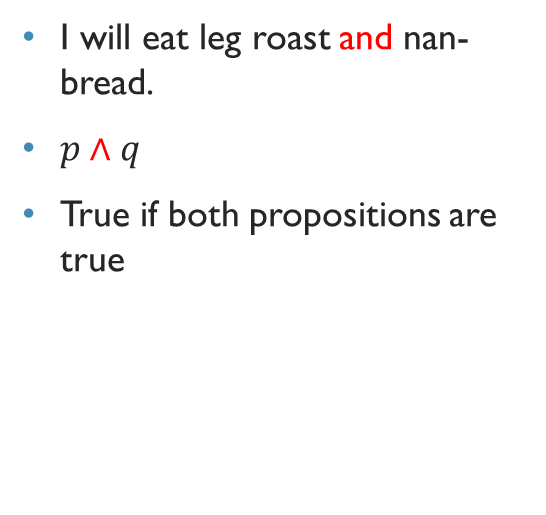 • I will eat leg roast and nan-
bread.
• 𝑝 ∧ 𝑞
• True if both propositions are
true